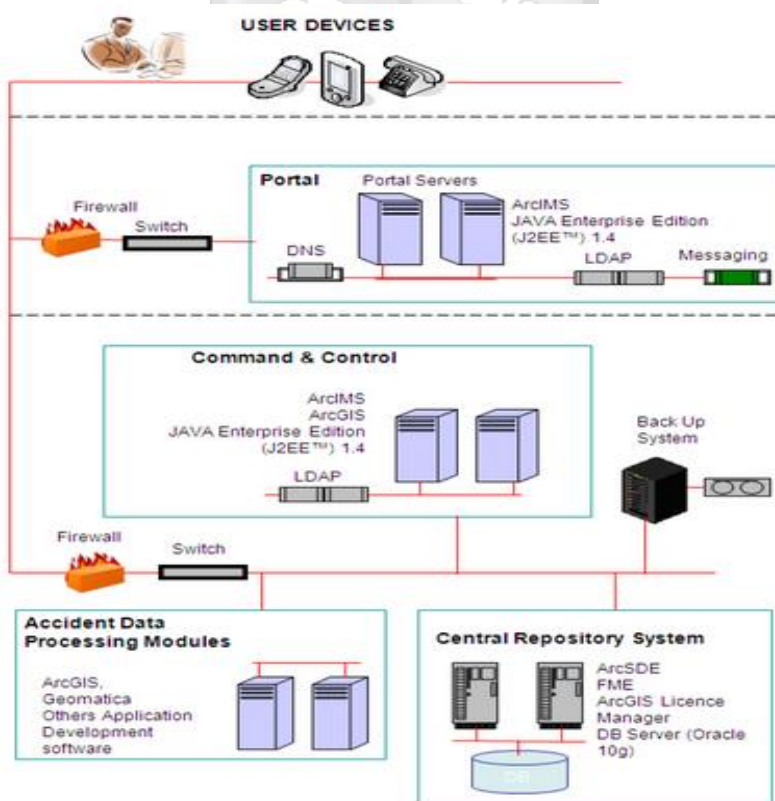 USER DEVICES
Portal
Portal Servers
Firewall
Switch
ArcIMS
JAVA Enterprise Edition
(J2EE™) 1.4
DNS
LDAP
Messaging
Command & Control
ArcIMS
ArcGIS
JAVA Enterprise Edition
(J2EE™) 1.4
LDAP
Back Up
System
Firewall
Switch
Accident Data
Processing Modules
ArcGIS,
Geomatica
Others Application
Development
software
Central Repository System
ArcSDE
FME
ArcGIS Licence
Manager
DB Server (Oracle
10g)
DB